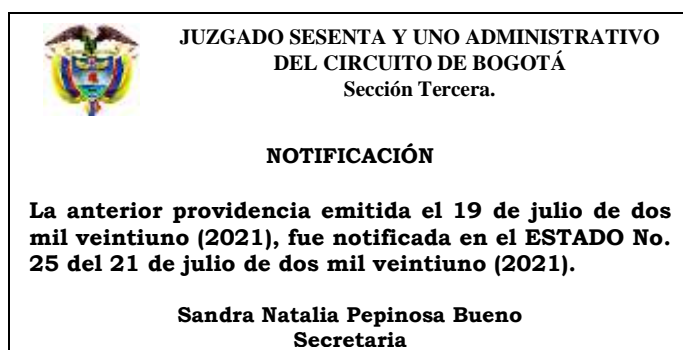 JUZGADO SESENTA Y UNO ADMINISTRATIVO
DEL CIRCUITO DE BOGOTÁ
Sección Tercera.
NOTIFICACIÓN
La anterior providencia emitida el 19 de julio de dos
mil veintiuno (2021), fue notificada en el ESTADO No.
25 del 21 de julio de dos mil veintiuno (2021).
Sandra Natalia Pepinosa Bueno
Secretaria